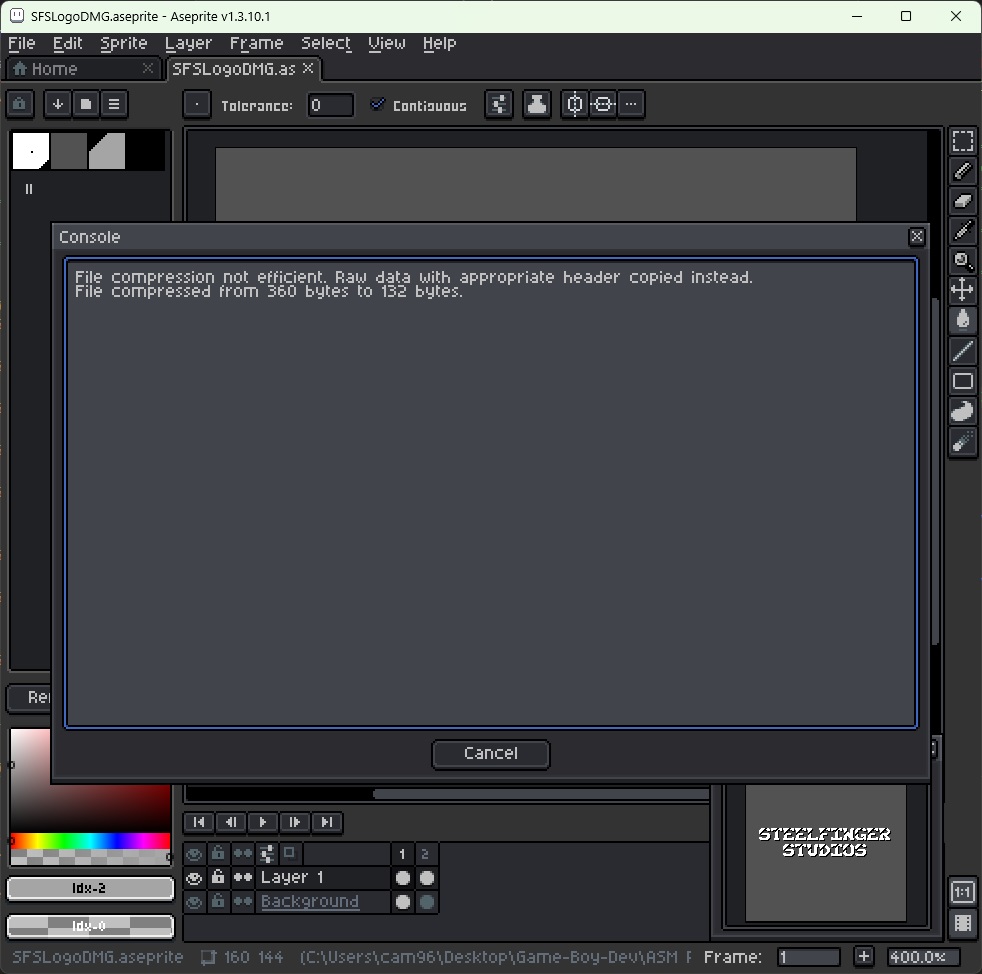 SFSLogoDMG.aseprite - Aseprite v1.3.10.1
File Edit Sprite Layer Frame Select View Help
Home SFSLogoDMG.as
Tolerance: 0 Contiguous
Console
File compression not efficient. Raw data with appropriate header copied instead.
File compressed from 360 bytes to 132 bytes.
Re
Cancel
STEELFINGER
STUDIOS
1 2
Layer 1
Background
Idx-2
Idx-0
1:1
SFSLogoDMG.aseprite 160 144 (C:\Users\cam96\Desktop\Game-Boy-Dev\ASM Frame: 1 400.0%